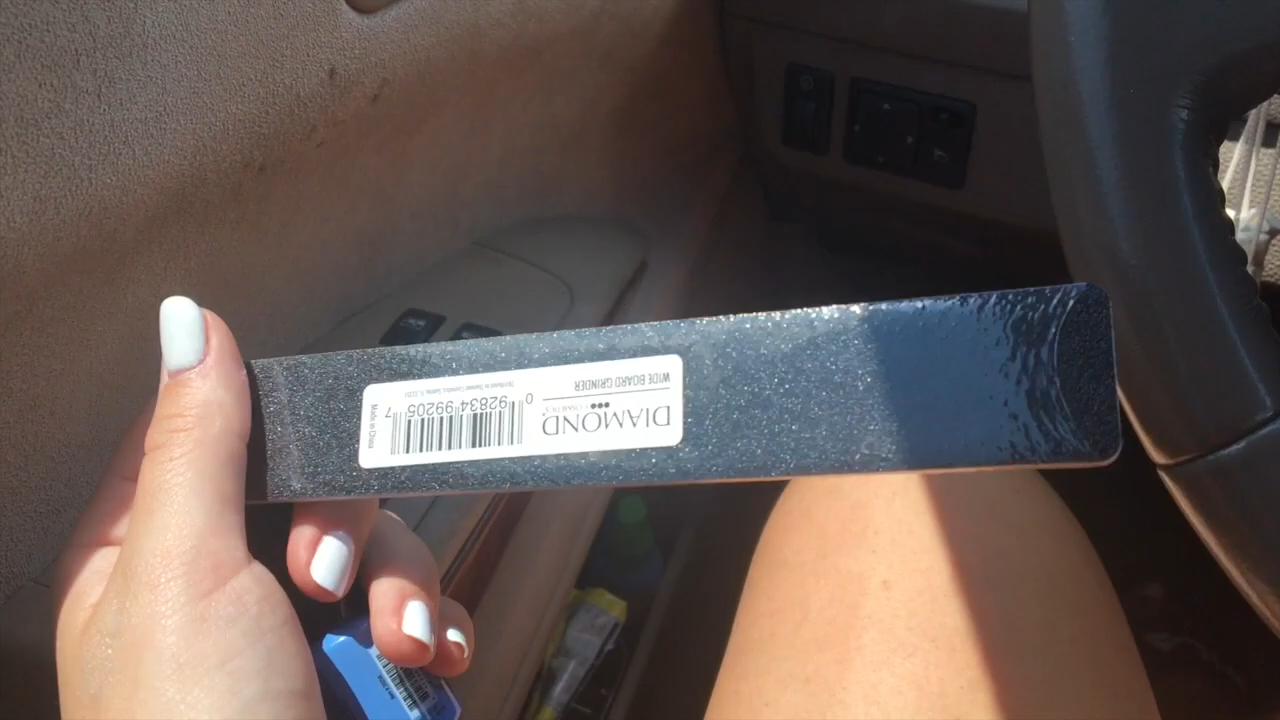 DIAMOND
COSMETICS
WIDE BOARD GRINDER
0 92834 99205 7
Made in China